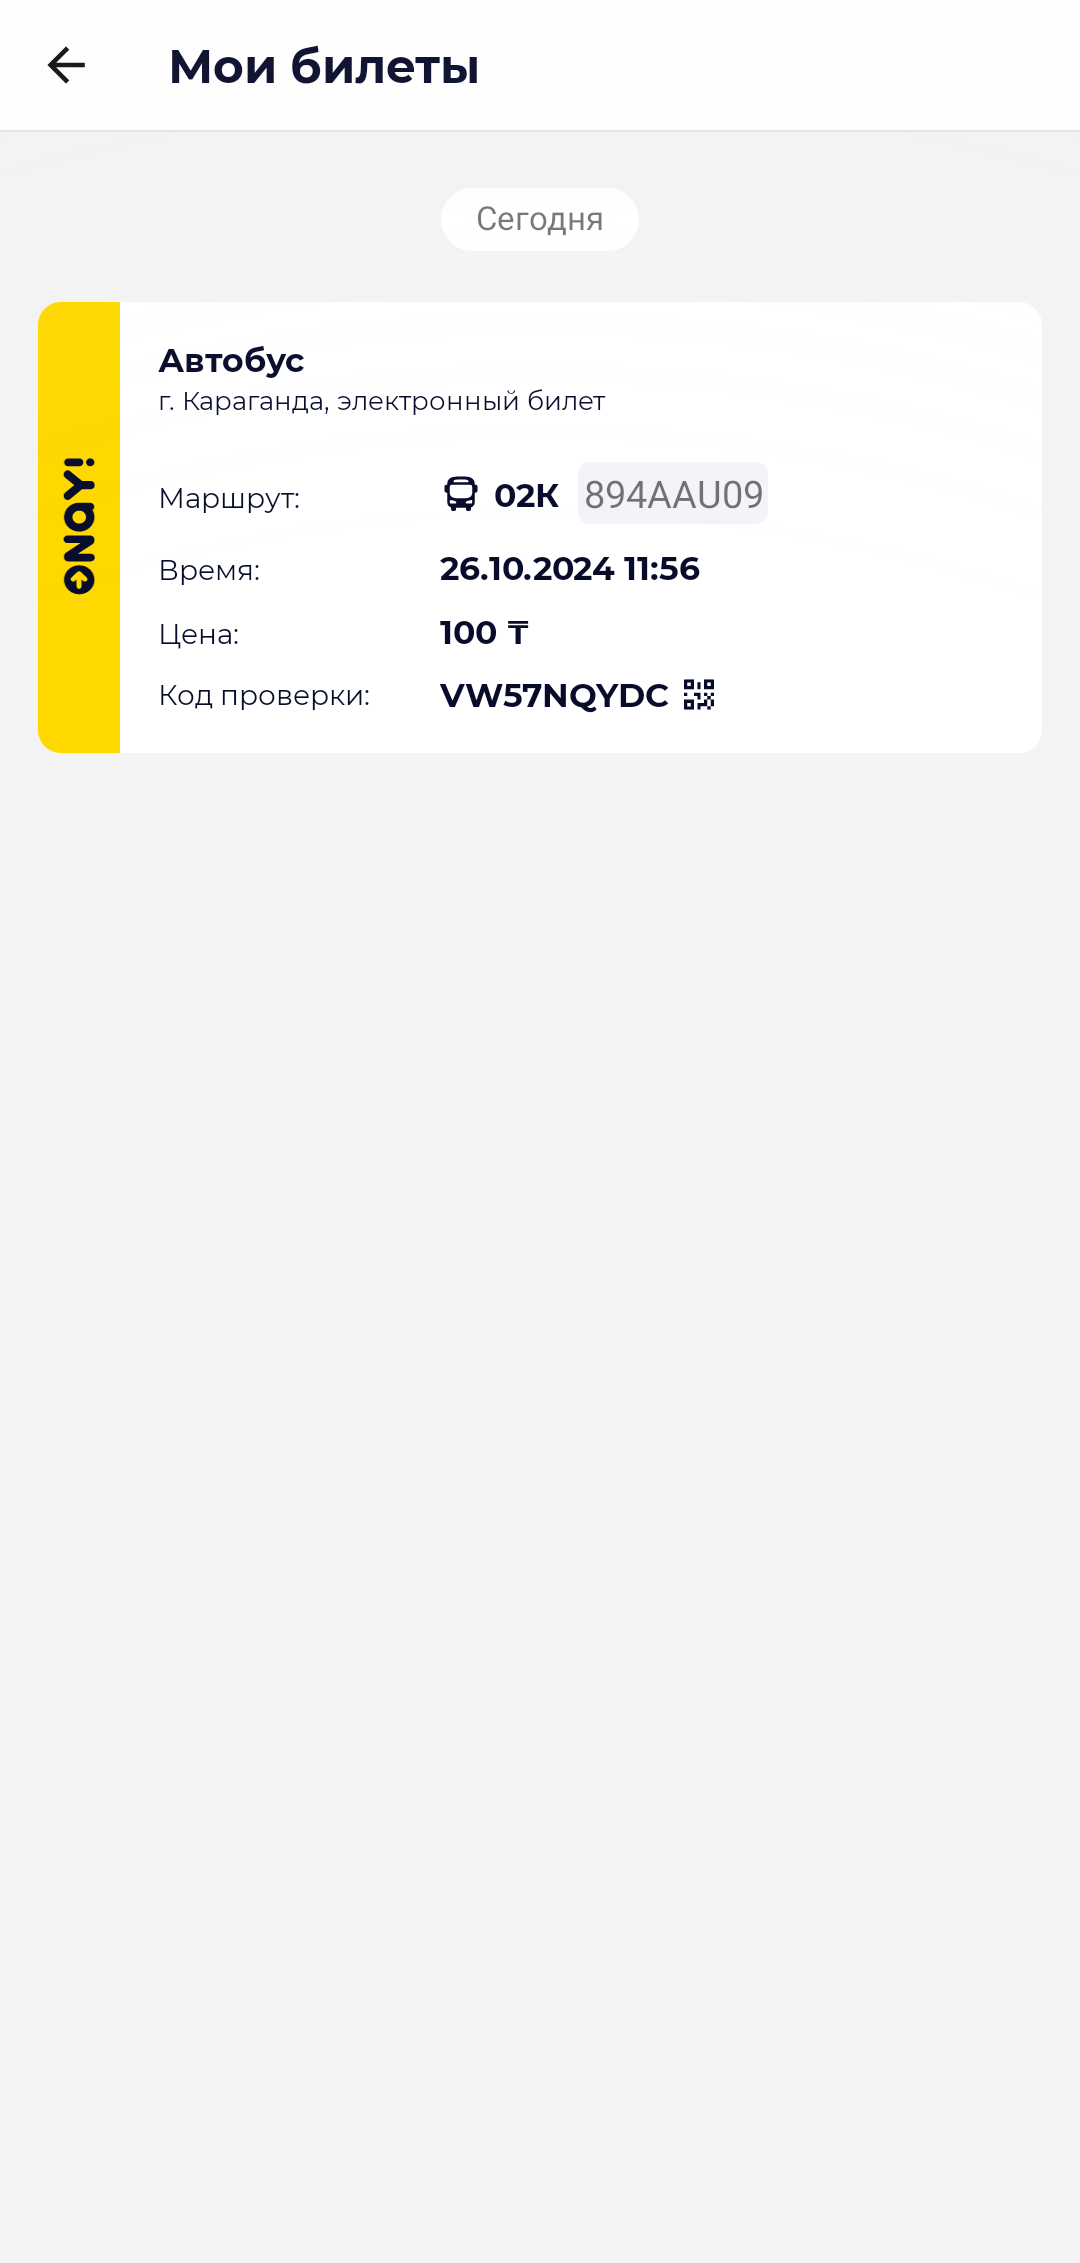 Мои билеты
Сегодня
ONAY!
Автобус
г. Караганда, электронный билет
Маршрут: 02К 894AAU09
Время: 26.10.2024 11:56
Цена: 100 ₸
Код проверки: VW57NQYDC